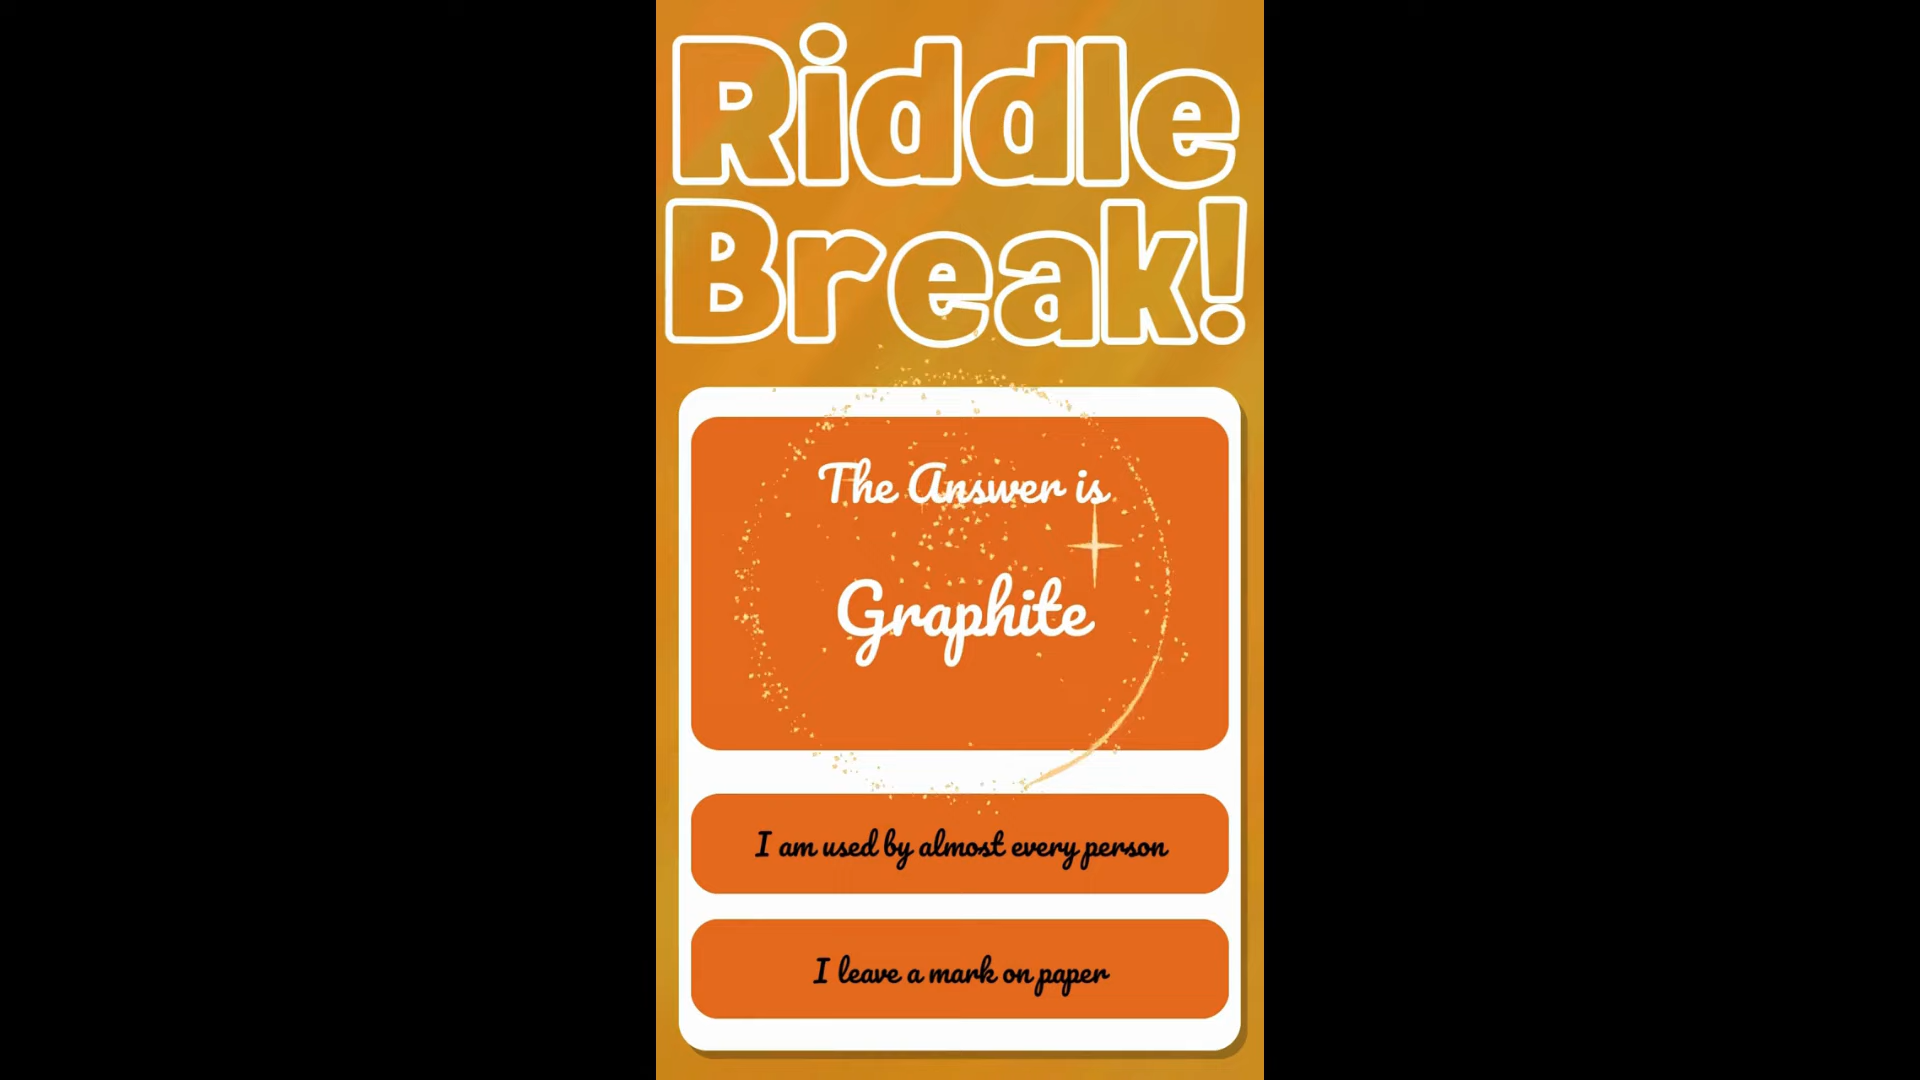 Riddle
Break!
The Answer is
Graphite
I am used by almost every person
I leave a mark on paper